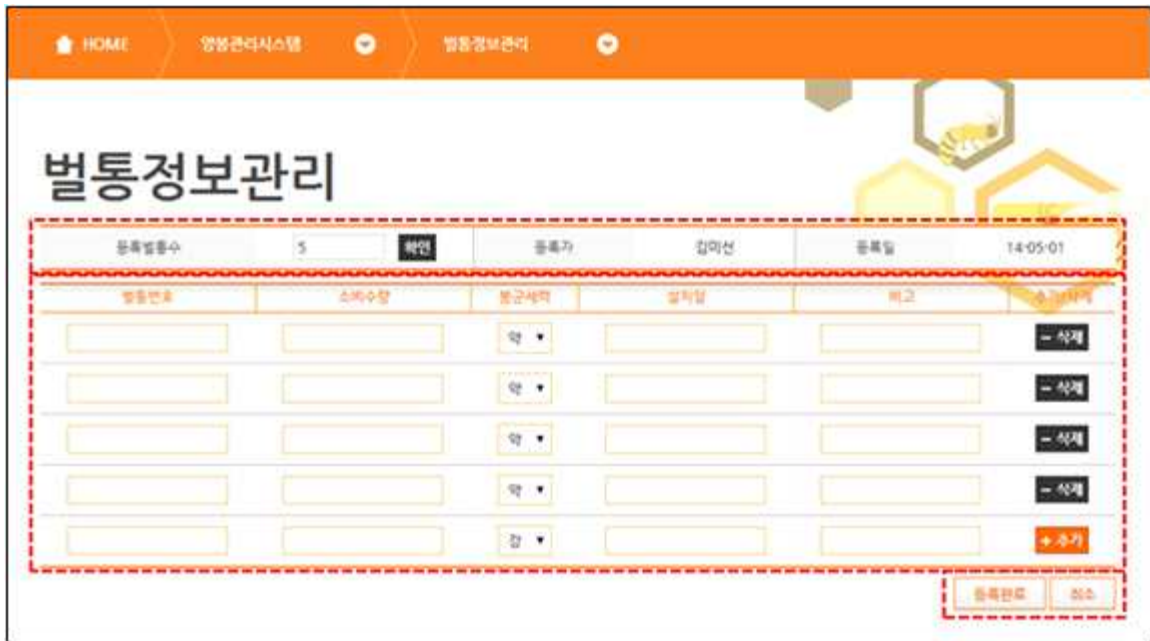 HOME 양봉관리시스템 벌통정보관리
벌통정보관리
등록벌통수 5 확인 등록자 김미선 등록일 14-05-01
벌통번호 소비수량 봉군세력 설치일 비고 추가/삭제
약 - 삭제
약 - 삭제
약 - 삭제
약 - 삭제
강 + 추가
등록완료 취소